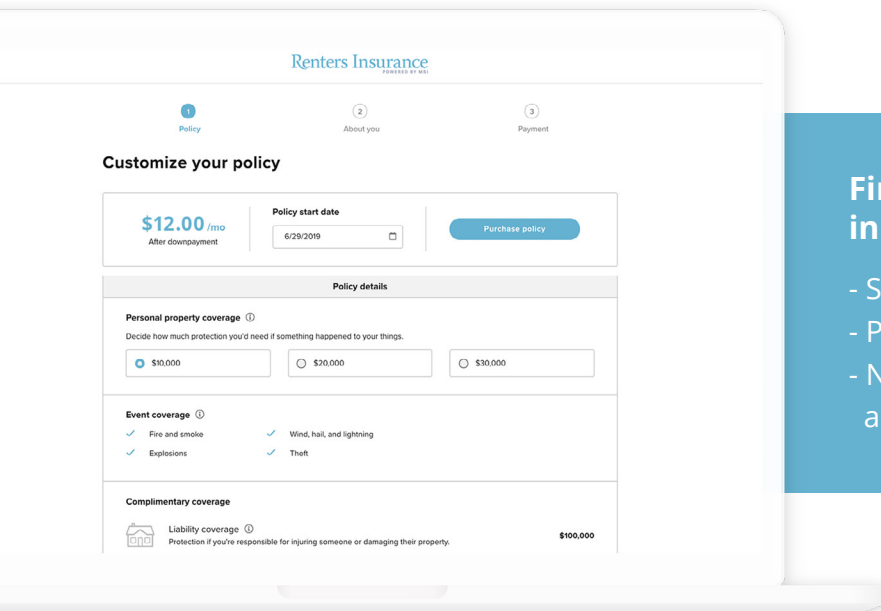 Renters Insurance
POWERED BY MSI
1
2
3
Policy
About you
Payment
Customize your policy
$12.00 /mo
After downpayment
Policy start date
6/29/2019
Purchase policy
Policy details
Personal property coverage
Decide how much protection you'd need if something happened to your things.
$10,000
$20,000
$30,000
Event coverage
Fire and smoke
Wind, hail, and lightning
Explosions
Theft
Complimentary coverage
Liability coverage
Protection if you're responsible for injuring someone or damaging their property.
$100,000
in
- S
- P
- N
a